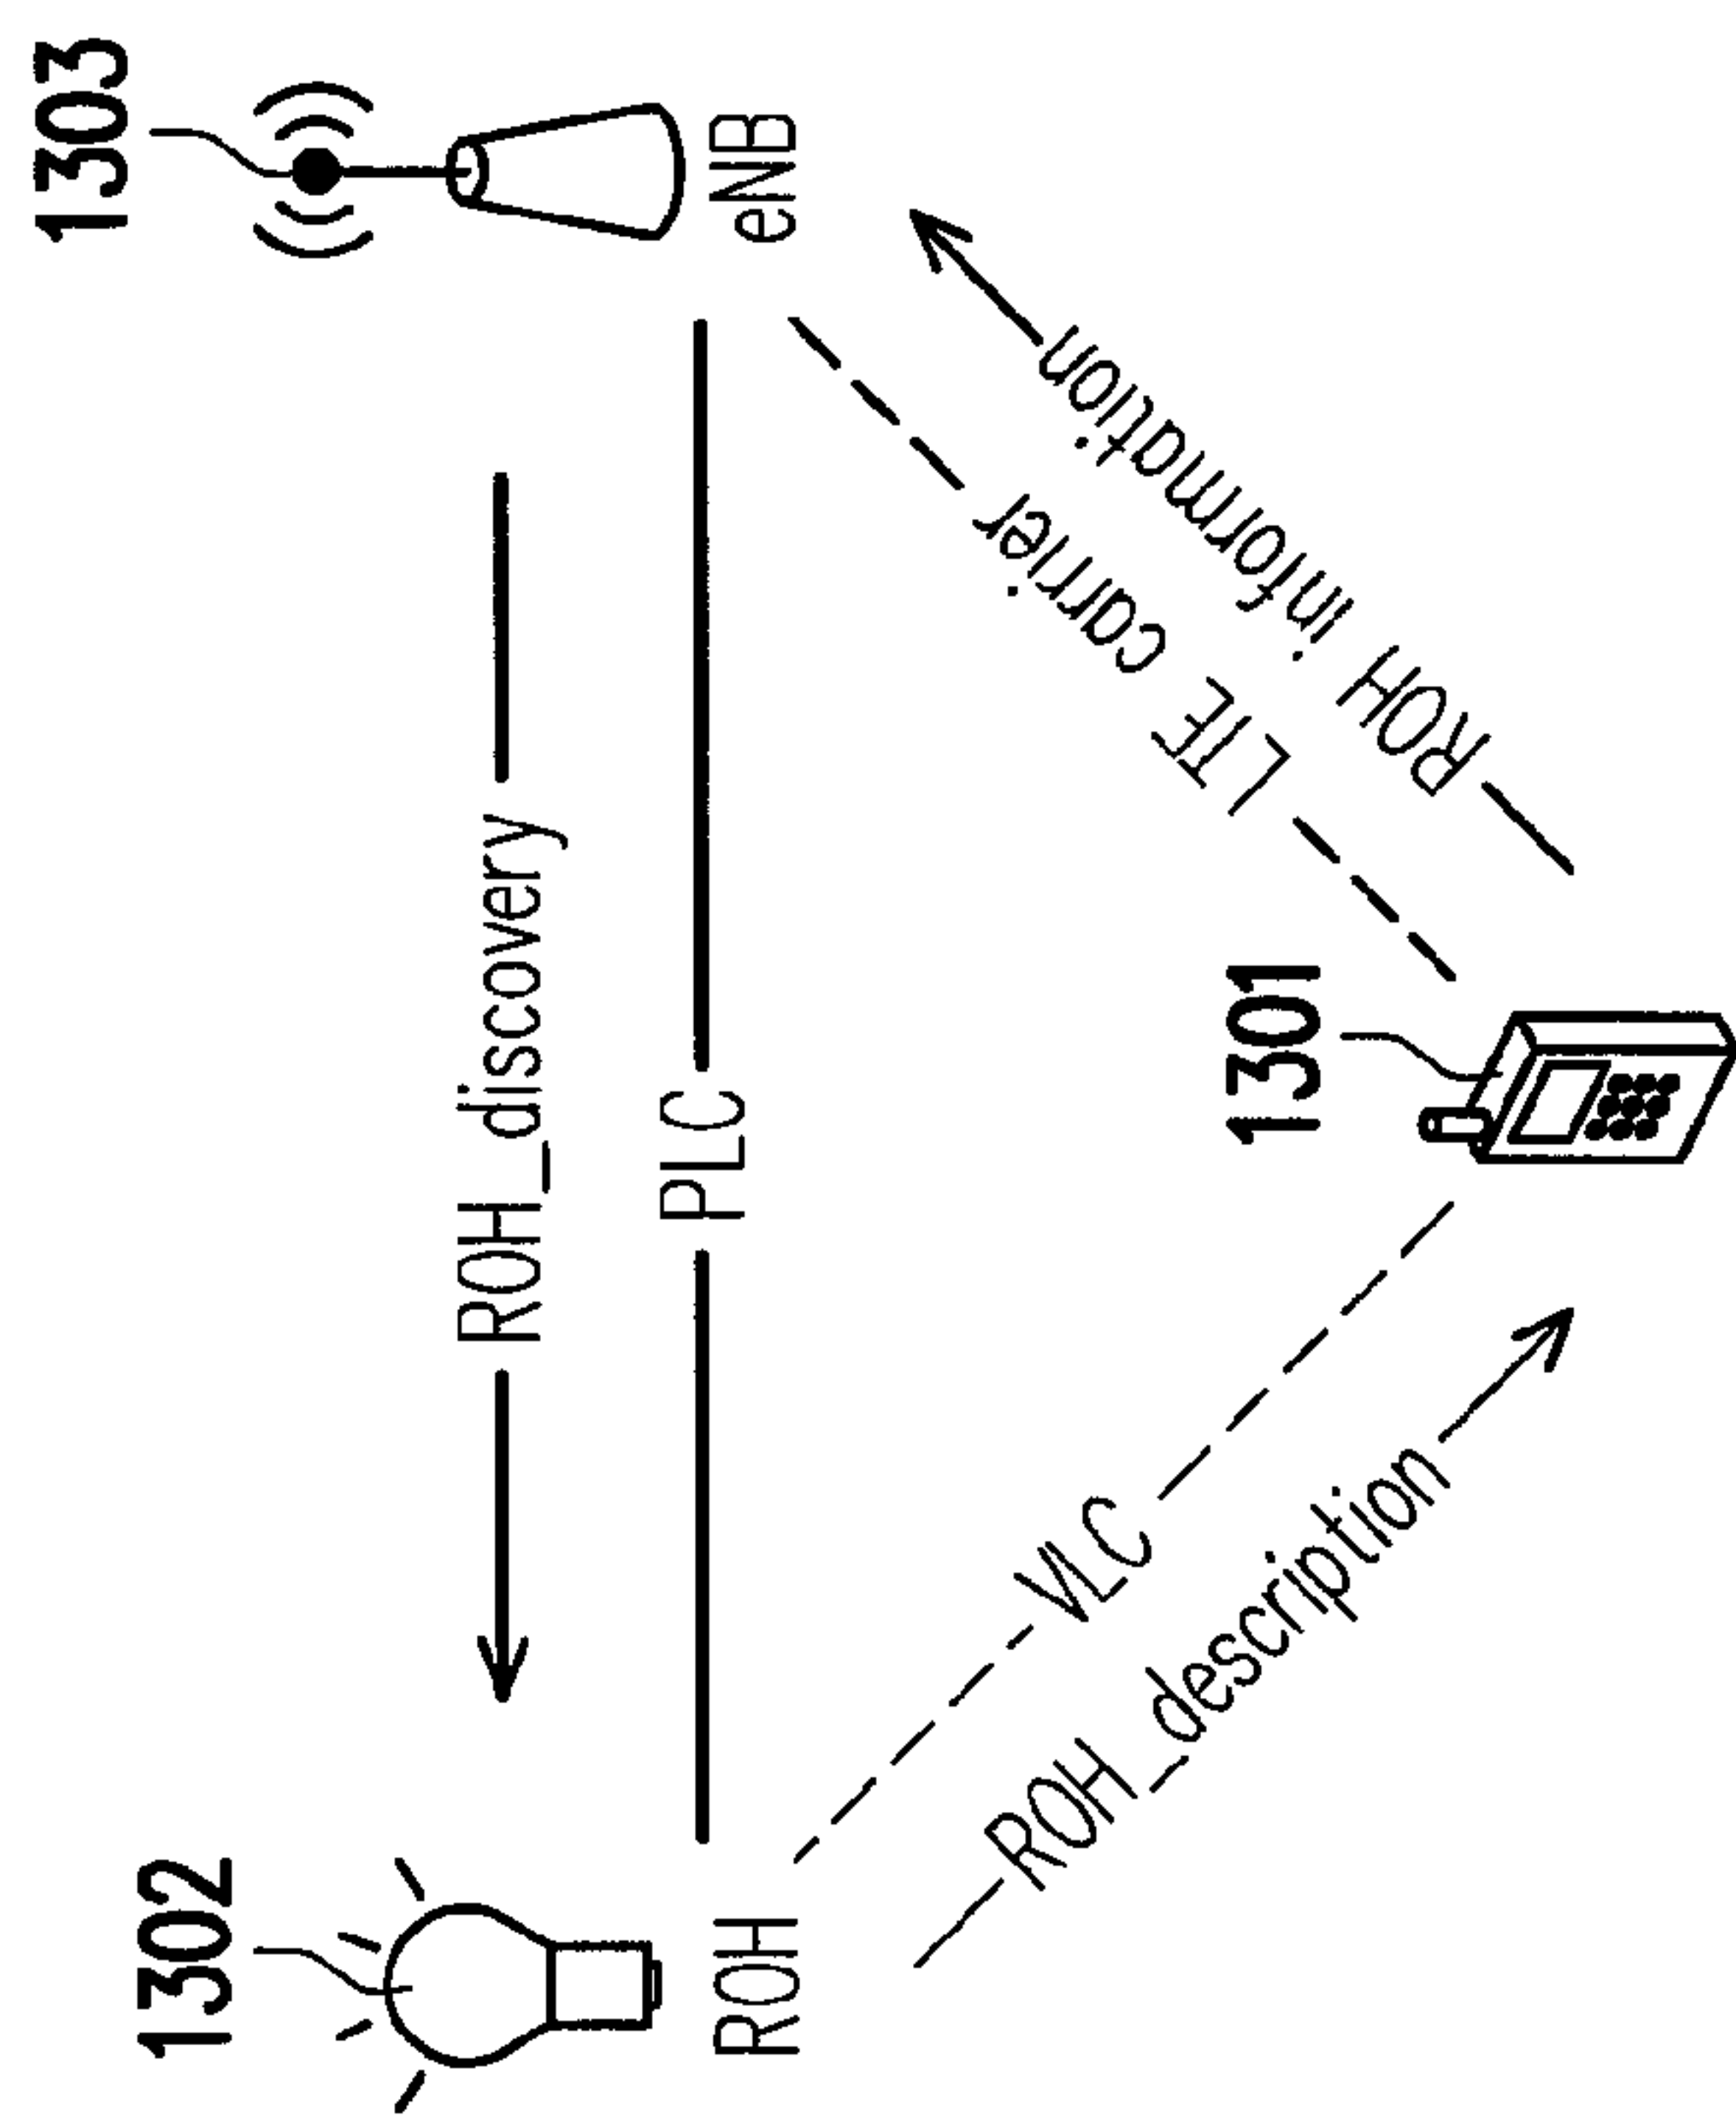 1302
1303
ROH_discovery
ROH
PLC
eNB
VLC
LTE carrier
ROH_description
ROH information
1301